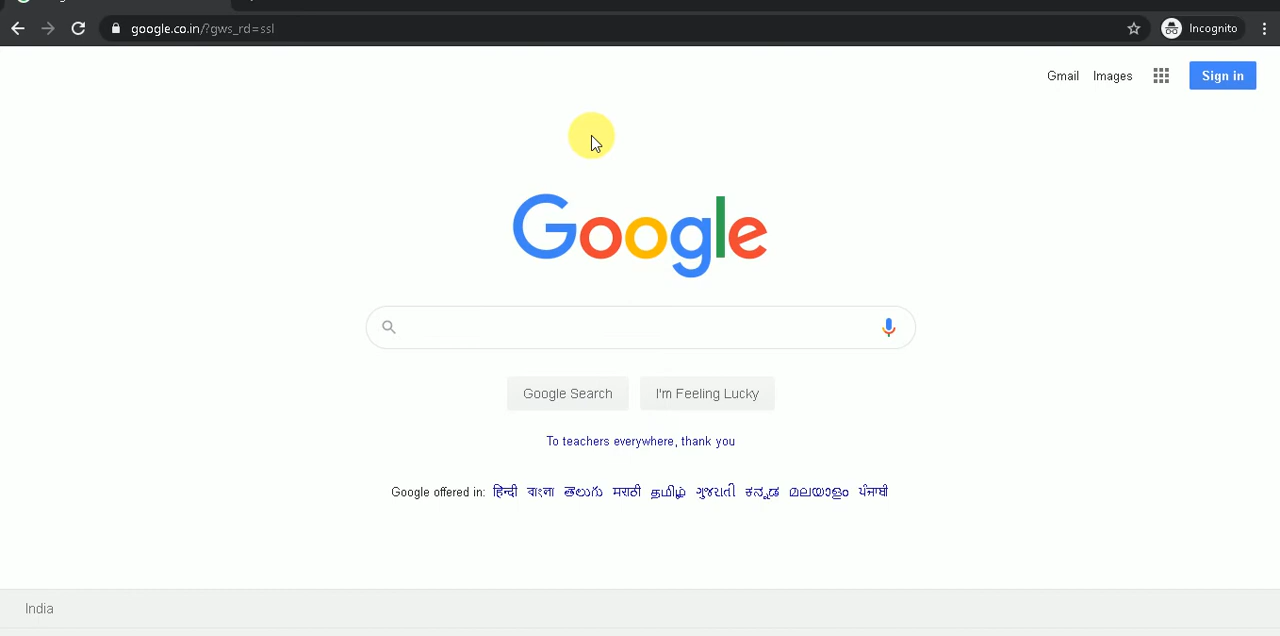 google.co.in/?gws_rd=ssl
Incognito
Gmail Images
Sign in
Google
Google Search I'm Feeling Lucky
To teachers everywhere, thank you
Google offered in: हिन्दी বাংলা తెలుగు मराठी தமிழ் ગુજરાતી ಕನ್ನಡ മലയാളം ਪੰਜਾਬੀ
India